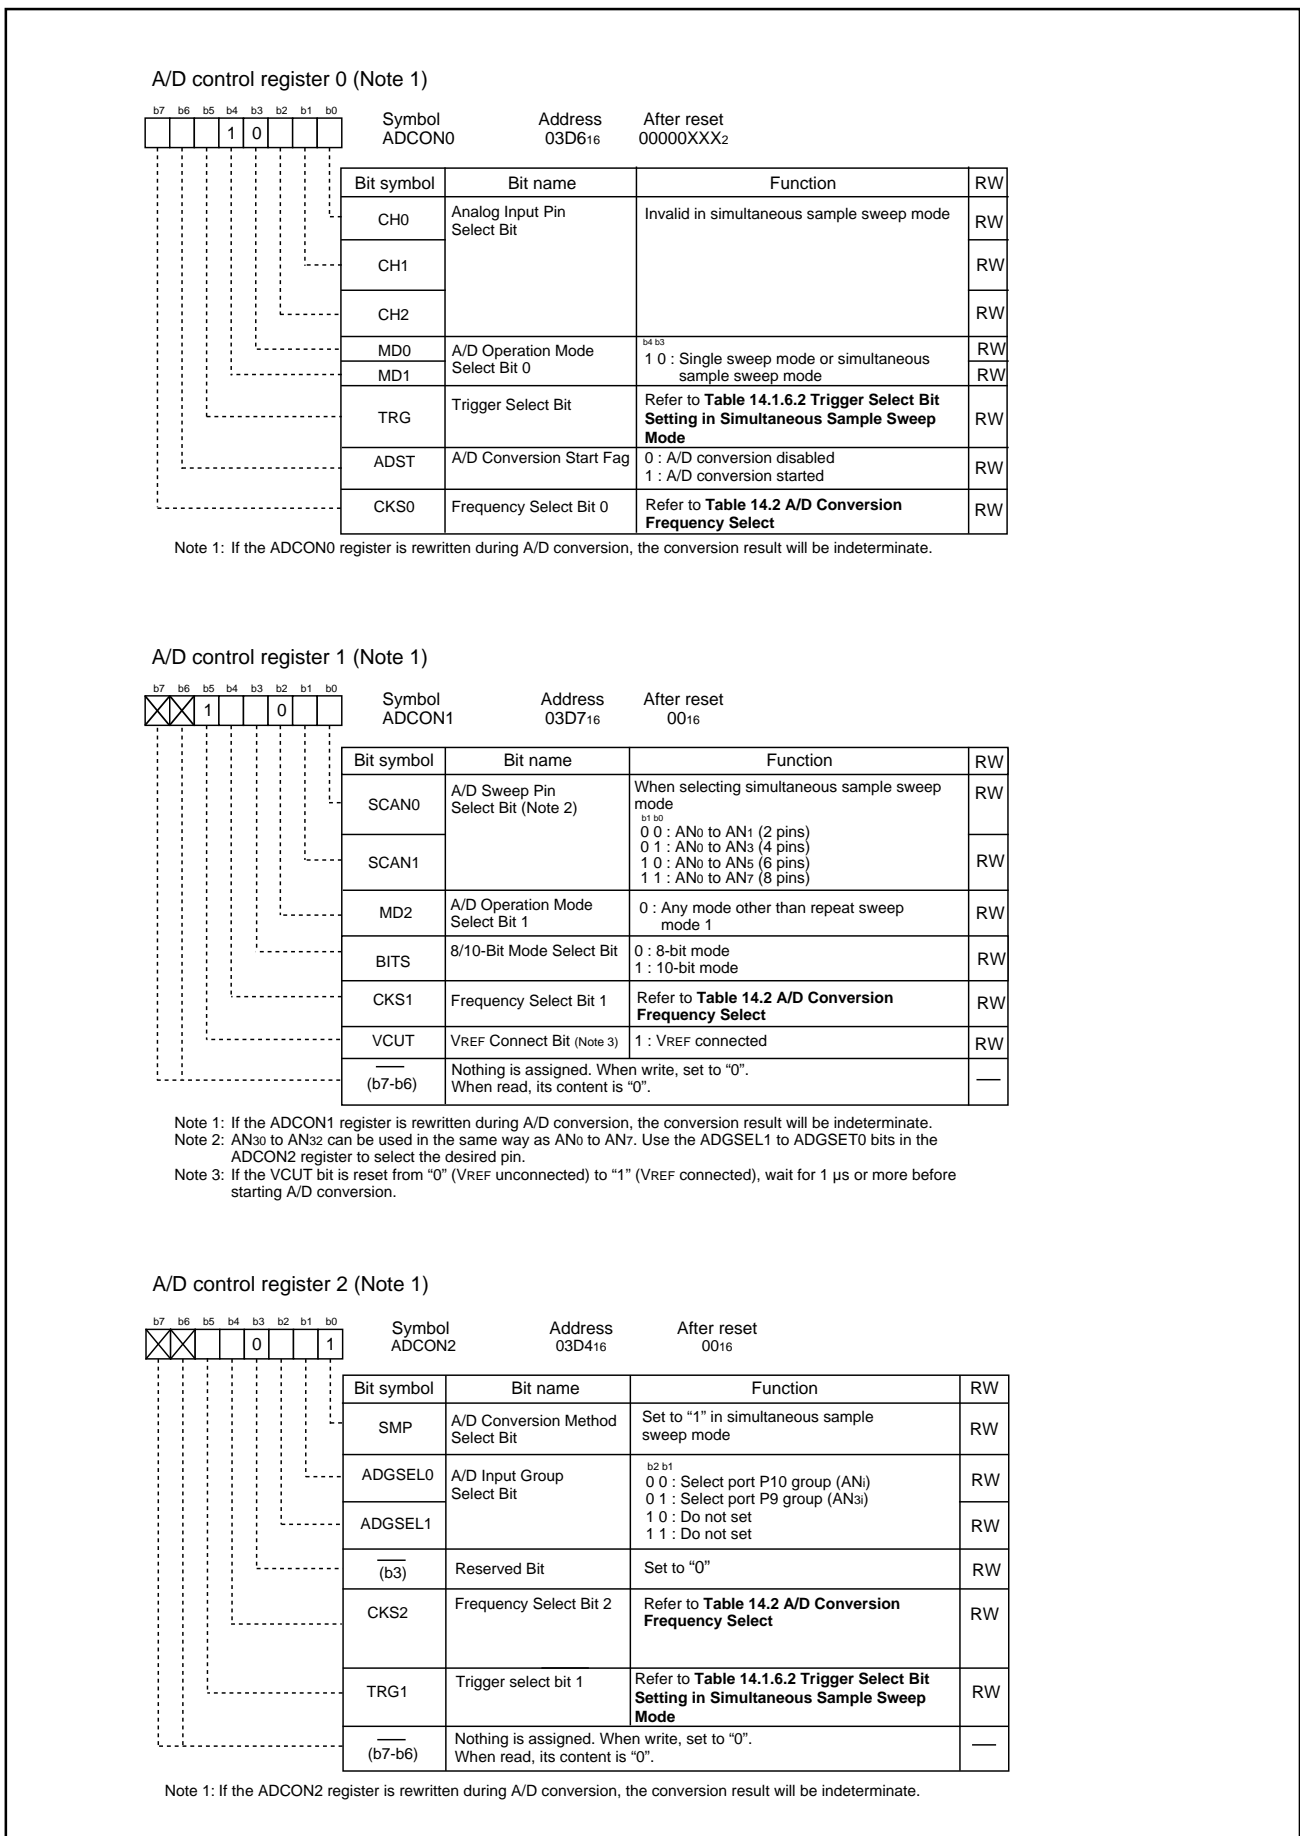 A/D control register 0 (Note 1)
b7 b6 b5 b4 b3 b2 b1 b0
1 0
Symbol Address After reset
ADCON0 03D616 00000XXX2
Bit symbol Bit name Function RW
CH0 Analog Input Pin Select Bit Invalid in simultaneous sample sweep mode RW
CH1 RW
CH2 RW
MD0 A/D Operation Mode Select Bit 0 b4 b3 RW
1 0 : Single sweep mode or simultaneous sample sweep mode
MD1 RW
TRG Trigger Select Bit Refer to Table 14.1.6.2 Trigger Select Bit Setting in Simultaneous Sample Sweep Mode RW
ADST A/D Conversion Start Fag 0 : A/D conversion disabled RW
1 : A/D conversion started
CKS0 Frequency Select Bit 0 Refer to Table 14.2 A/D Conversion Frequency Select RW
Note 1: If the ADCON0 register is rewritten during A/D conversion, the conversion result will be indeterminate.
A/D control register 1 (Note 1)
b7 b6 b5 b4 b3 b2 b1 b0
1 0
Symbol Address After reset
ADCON1 03D716 0016
Bit symbol Bit name Function RW
SCAN0 A/D Sweep Pin Select Bit (Note 2) When selecting simultaneous sample sweep mode RW
b1 b0
0 0 : AN0 to AN1 (2 pins)
0 1 : AN0 to AN3 (4 pins)
SCAN1 1 0 : AN0 to AN5 (6 pins) RW
1 1 : AN0 to AN7 (8 pins)
MD2 A/D Operation Mode Select Bit 1 0 : Any mode other than repeat sweep mode 1 RW
BITS 8/10-Bit Mode Select Bit 0 : 8-bit mode RW
1 : 10-bit mode
CKS1 Frequency Select Bit 1 Refer to Table 14.2 A/D Conversion Frequency Select RW
VCUT VREF Connect Bit (Note 3) 1 : VREF connected RW
(b7-b6) Nothing is assigned. When write, set to “0”.
When read, its content is “0”.
Note 1: If the ADCON1 register is rewritten during A/D conversion, the conversion result will be indeterminate.
Note 2: AN30 to AN32 can be used in the same way as AN0 to AN7. Use the ADGSEL1 to ADGSET0 bits in the
ADCON2 register to select the desired pin.
Note 3: If the VCUT bit is reset from “0” (VREF unconnected) to “1” (VREF connected), wait for 1 µs or more before
starting A/D conversion.
A/D control register 2 (Note 1)
b7 b6 b5 b4 b3 b2 b1 b0
0 1
Symbol Address After reset
ADCON2 03D416 0016
Bit symbol Bit name Function RW
SMP A/D Conversion Method Select Bit Set to “1” in simultaneous sample sweep mode RW
ADGSEL0 A/D Input Group Select Bit b2 b1 RW
0 0 : Select port P10 group (ANi)
0 1 : Select port P9 group (AN3i)
ADGSEL1 1 0 : Do not set RW
1 1 : Do not set
(b3) Reserved Bit Set to “0” RW
CKS2 Frequency Select Bit 2 Refer to Table 14.2 A/D Conversion Frequency Select RW
TRG1 Trigger select bit 1 Refer to Table 14.1.6.2 Trigger Select Bit Setting in Simultaneous Sample Sweep Mode RW
(b7-b6) Nothing is assigned. When write, set to “0”.
When read, its content is “0”.
Note 1: If the ADCON2 register is rewritten during A/D conversion, the conversion result will be indeterminate.